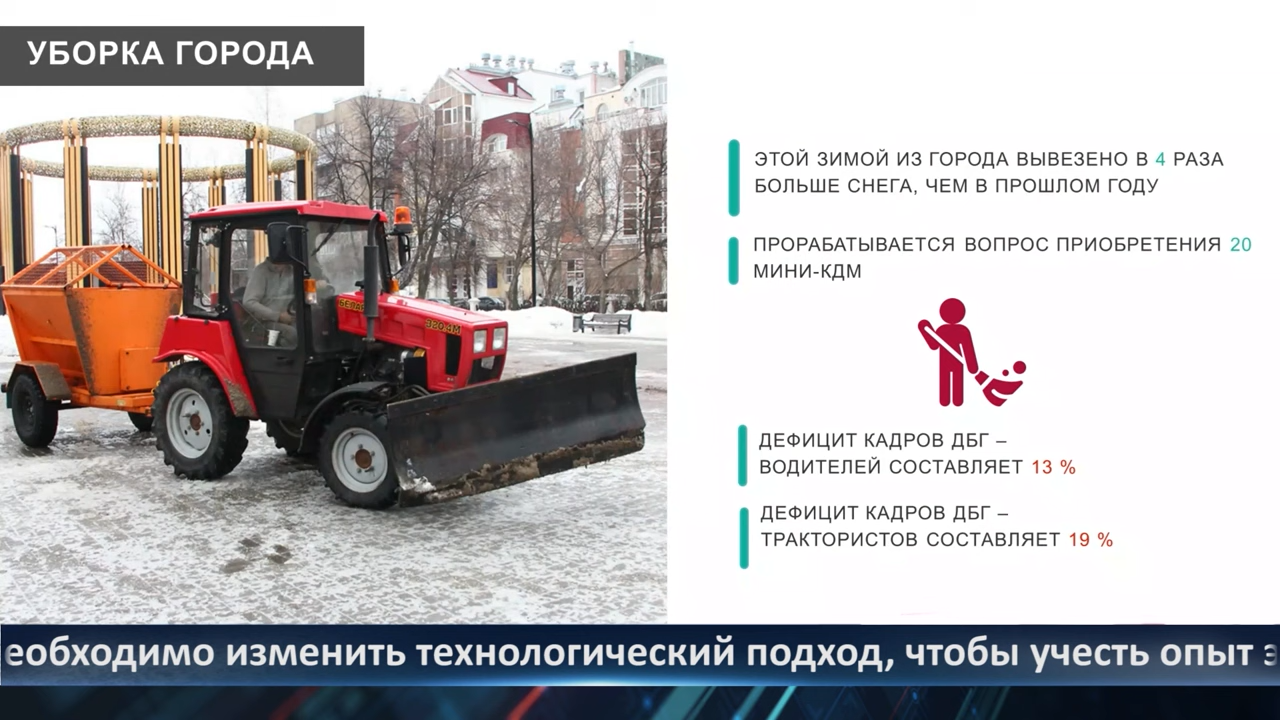 УБОРКА ГОРОДА
ЭТОЙ ЗИМОЙ ИЗ ГОРОДА ВЫВЕЗЕНО В 4 РАЗА
БОЛЬШЕ СНЕГА, ЧЕМ В ПРОШЛОМ ГОДУ
ПРОРАБАТЫВАЕТСЯ ВОПРОС ПРИОБРЕТЕНИЯ 20
МИНИ-КДМ
ДЕФИЦИТ КАДРОВ ДБГ –
ВОДИТЕЛЕЙ СОСТАВЛЯЕТ 13 %
ДЕФИЦИТ КАДРОВ ДБГ –
ТРАКТОРИСТОВ СОСТАВЛЯЕТ 19 %
320.4М
еобходимо изменить технологический подход, чтобы учесть опыт э